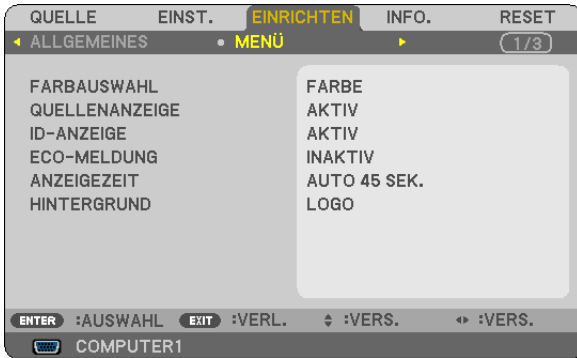 QUELLE EINST. EINRICHTEN INFO. RESET
ALLGEMEINES • MENÜ 1/3
FARBAUSWAHL FARBE
QUELLENANZEIGE AKTIV
ID-ANZEIGE AKTIV
ECO-MELDUNG INAKTIV
ANZEIGEZEIT AUTO 45 SEK.
HINTERGRUND LOGO
ENTER :AUSWAHL EXIT :VERL. :VERS. :VERS.
COMPUTER1